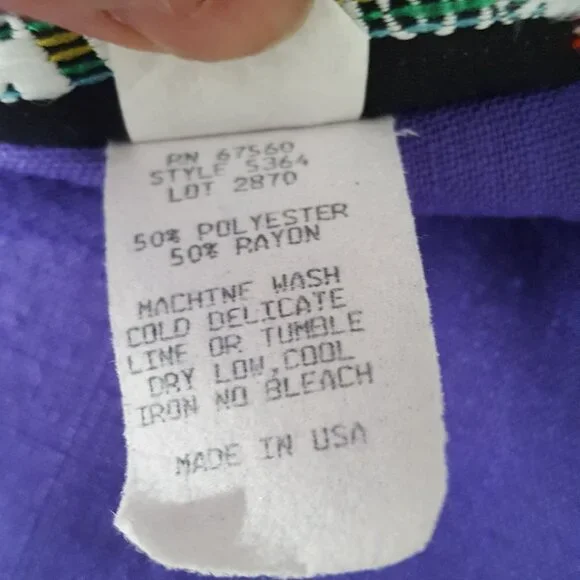 RN 67560
STYLE 5364
LOT 2870
50% POLYESTER
50% RAYON
MACHINE WASH
COLD DELICATE
LINE OR TUMBLE
DRY LOW,COOL
IRON NO BLEACH
MADE IN USA